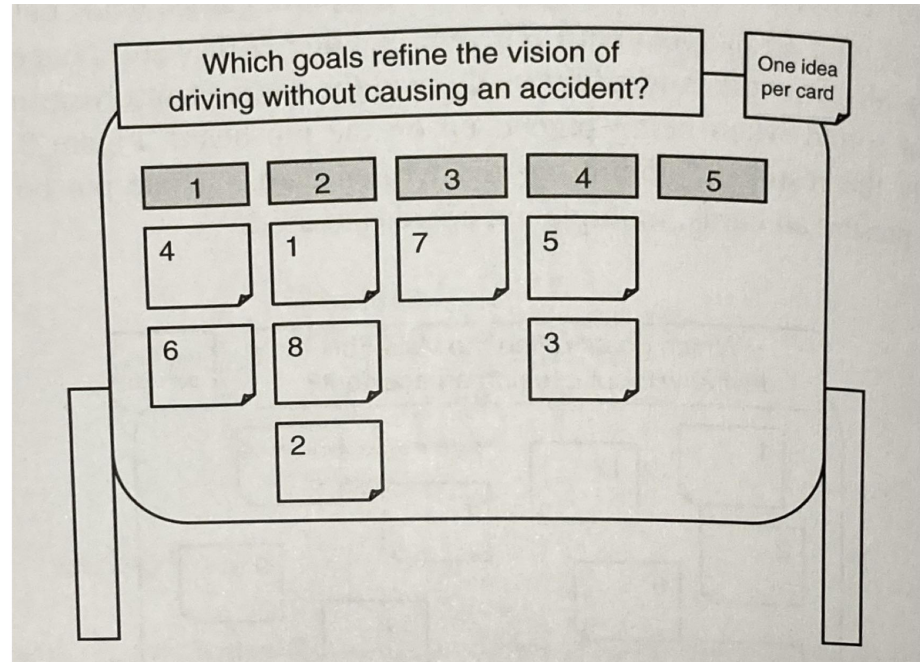 Which goals refine the vision of
driving without causing an accident?
One idea
per card
1 2 3 4 5
4 1 7 5
6 8 3
2